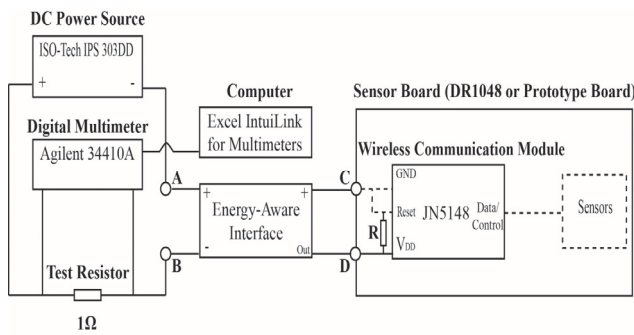 DC Power Source
ISO-Tech IPS 303DD
+ -
Digital Multimeter
Agilent 34410A
Computer
Excel IntuiLink
for Multimeters
A
B
+ +
Energy-Aware
Interface
- Out
Test Resistor
1Ω
Sensor Board (DR1048 or Prototype Board)
Wireless Communication Module
C
D
R
GND
Reset
JN5148
VDD
Data/
Control
Sensors